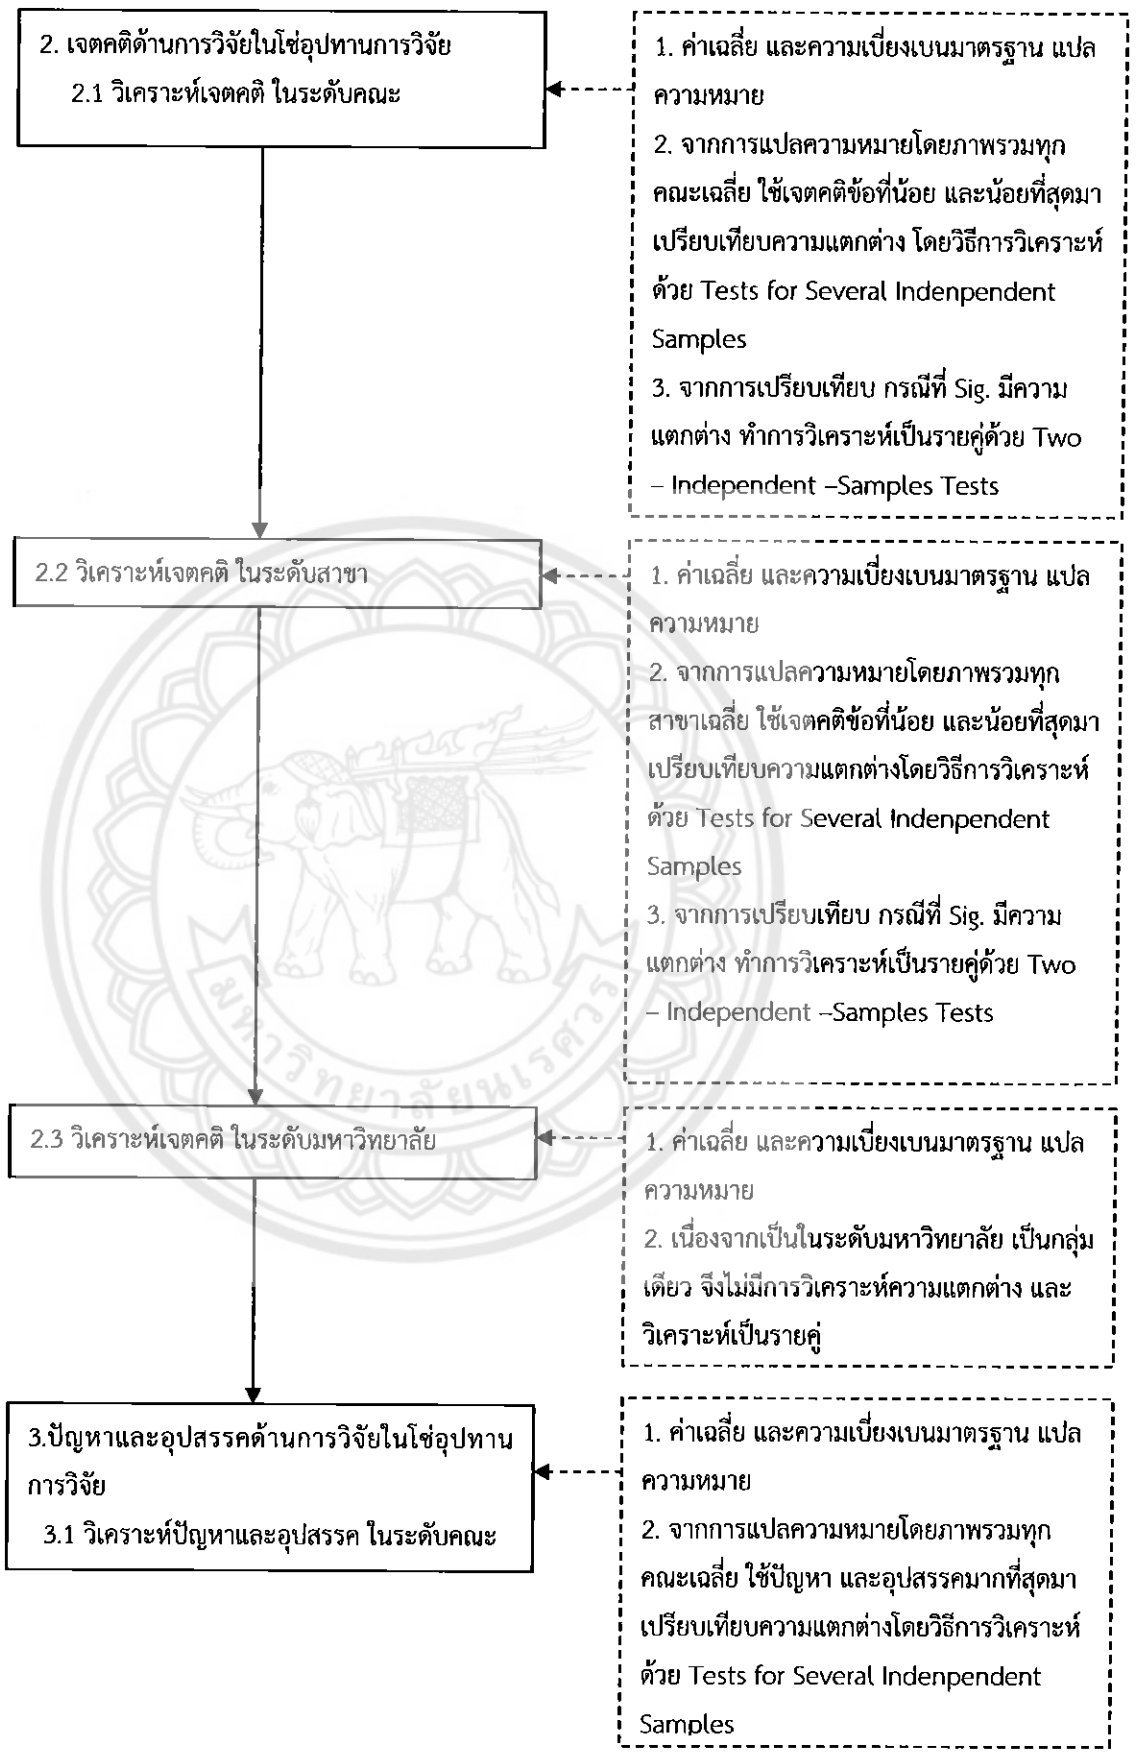 2. เจตคติด้านการวิจัยในโซ่อุปทานการวิจัย
2.1 วิเคราะห์เจตคติ ในระดับคณะ
1. ค่าเฉลี่ย และความเบี่ยงเบนมาตรฐาน แปล
ความหมาย
2. จากการแปลความหมายโดยภาพรวมทุก
คณะเฉลี่ย ใช้เจตคติข้อที่น้อย และน้อยที่สุดมา
เปรียบเทียบความแตกต่าง โดยวิธีการวิเคราะห์
ด้วย Tests for Several Indenpendent
Samples
3. จากการเปรียบเทียบ กรณีที่ Sig. มีความ
แตกต่าง ทำการวิเคราะห์เป็นรายคู่ด้วย Two
– Independent –Samples Tests
2.2 วิเคราะห์เจตคติ ในระดับสาขา
1. ค่าเฉลี่ย และความเบี่ยงเบนมาตรฐาน แปล
ความหมาย
2. จากการแปลความหมายโดยภาพรวมทุก
สาขาเฉลี่ย ใช้เจตคติข้อที่น้อย และน้อยที่สุดมา
เปรียบเทียบความแตกต่างโดยวิธีการวิเคราะห์
ด้วย Tests for Several Indenpendent
Samples
3. จากการเปรียบเทียบ กรณีที่ Sig. มีความ
แตกต่าง ทำการวิเคราะห์เป็นรายคู่ด้วย Two
– Independent –Samples Tests
มหาวิทยาลัยนเรศวร
2.3 วิเคราะห์เจตคติ ในระดับมหาวิทยาลัย
1. ค่าเฉลี่ย และความเบี่ยงเบนมาตรฐาน แปล
ความหมาย
2. เนื่องจากเป็นในระดับมหาวิทยาลัย เป็นกลุ่ม
เดียว จึงไม่มีการวิเคราะห์ความแตกต่าง และ
วิเคราะห์เป็นรายคู่
3.ปัญหาและอุปสรรคด้านการวิจัยในโซ่อุปทาน
การวิจัย
3.1 วิเคราะห์ปัญหาและอุปสรรค ในระดับคณะ
1. ค่าเฉลี่ย และความเบี่ยงเบนมาตรฐาน แปล
ความหมาย
2. จากการแปลความหมายโดยภาพรวมทุก
คณะเฉลี่ย ใช้ปัญหา และอุปสรรคมากที่สุดมา
เปรียบเทียบความแตกต่างโดยวิธีการวิเคราะห์
ด้วย Tests for Several Indenpendent
Samples